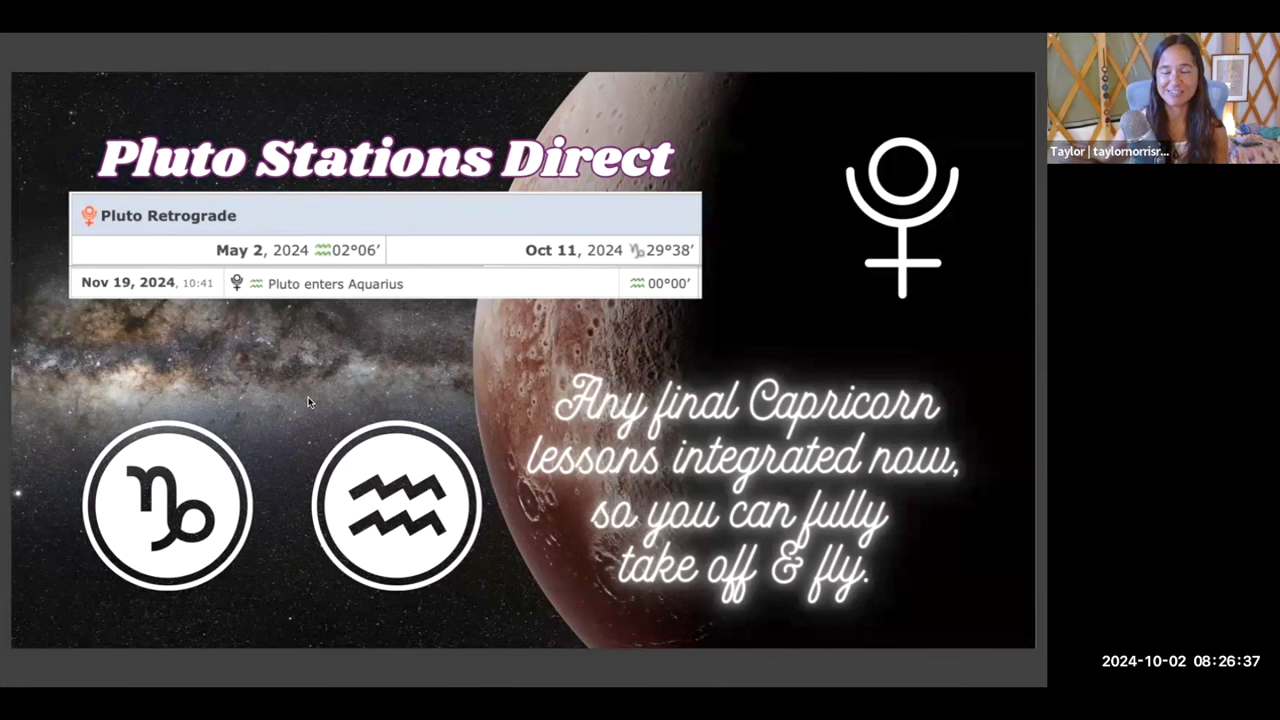 Pluto Stations Direct
Pluto Retrograde
May 2, 2024 ♒02°06′ Oct 11, 2024 ♑29°38′
Nov 19, 2024, 10:41 ♒ Pluto enters Aquarius ♒00°00′
Any final Capricorn
lessons integrated now,
so you can fully
take off & fly.
Taylor | taylormorrisr...
2024-10-02 08:26:37